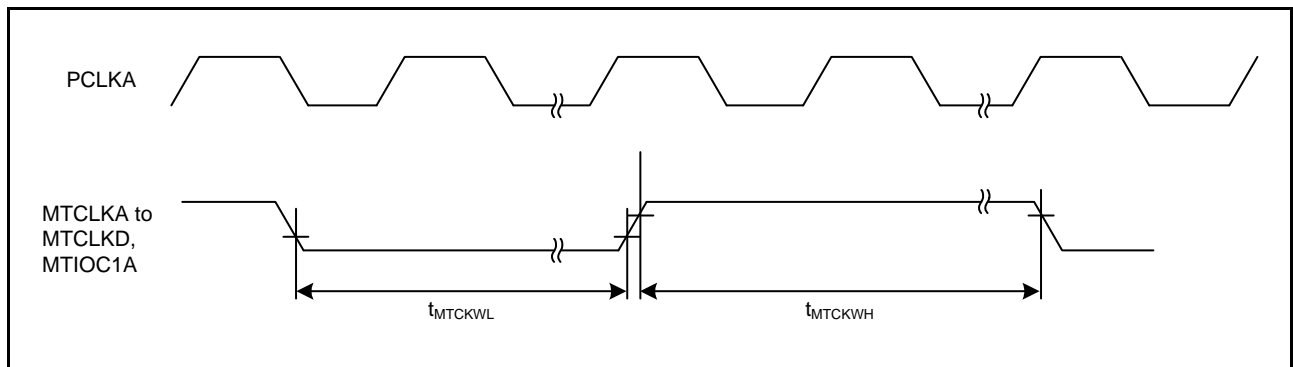 PCLKA
MTCLKA to
MTCLKD,
MTIOC1A
tMTCKWL
tMTCKWH